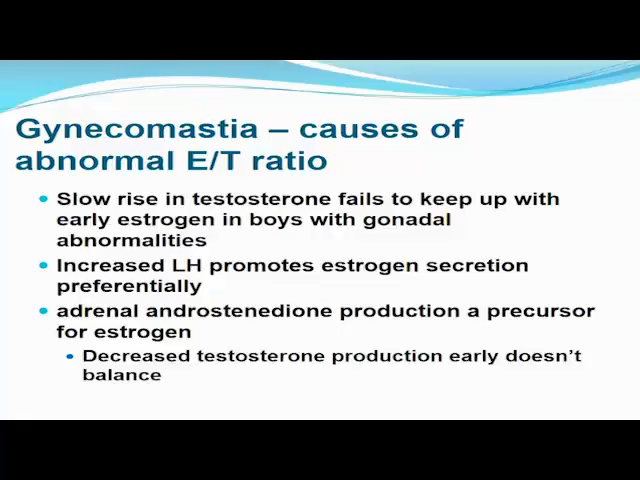 Gynecomastia – causes of
abnormal E/T ratio
Slow rise in testosterone fails to keep up with
early estrogen in boys with gonadal
abnormalities
Increased LH promotes estrogen secretion
preferentially
adrenal androstenedione production a precursor
for estrogen
Decreased testosterone production early doesn't
balance